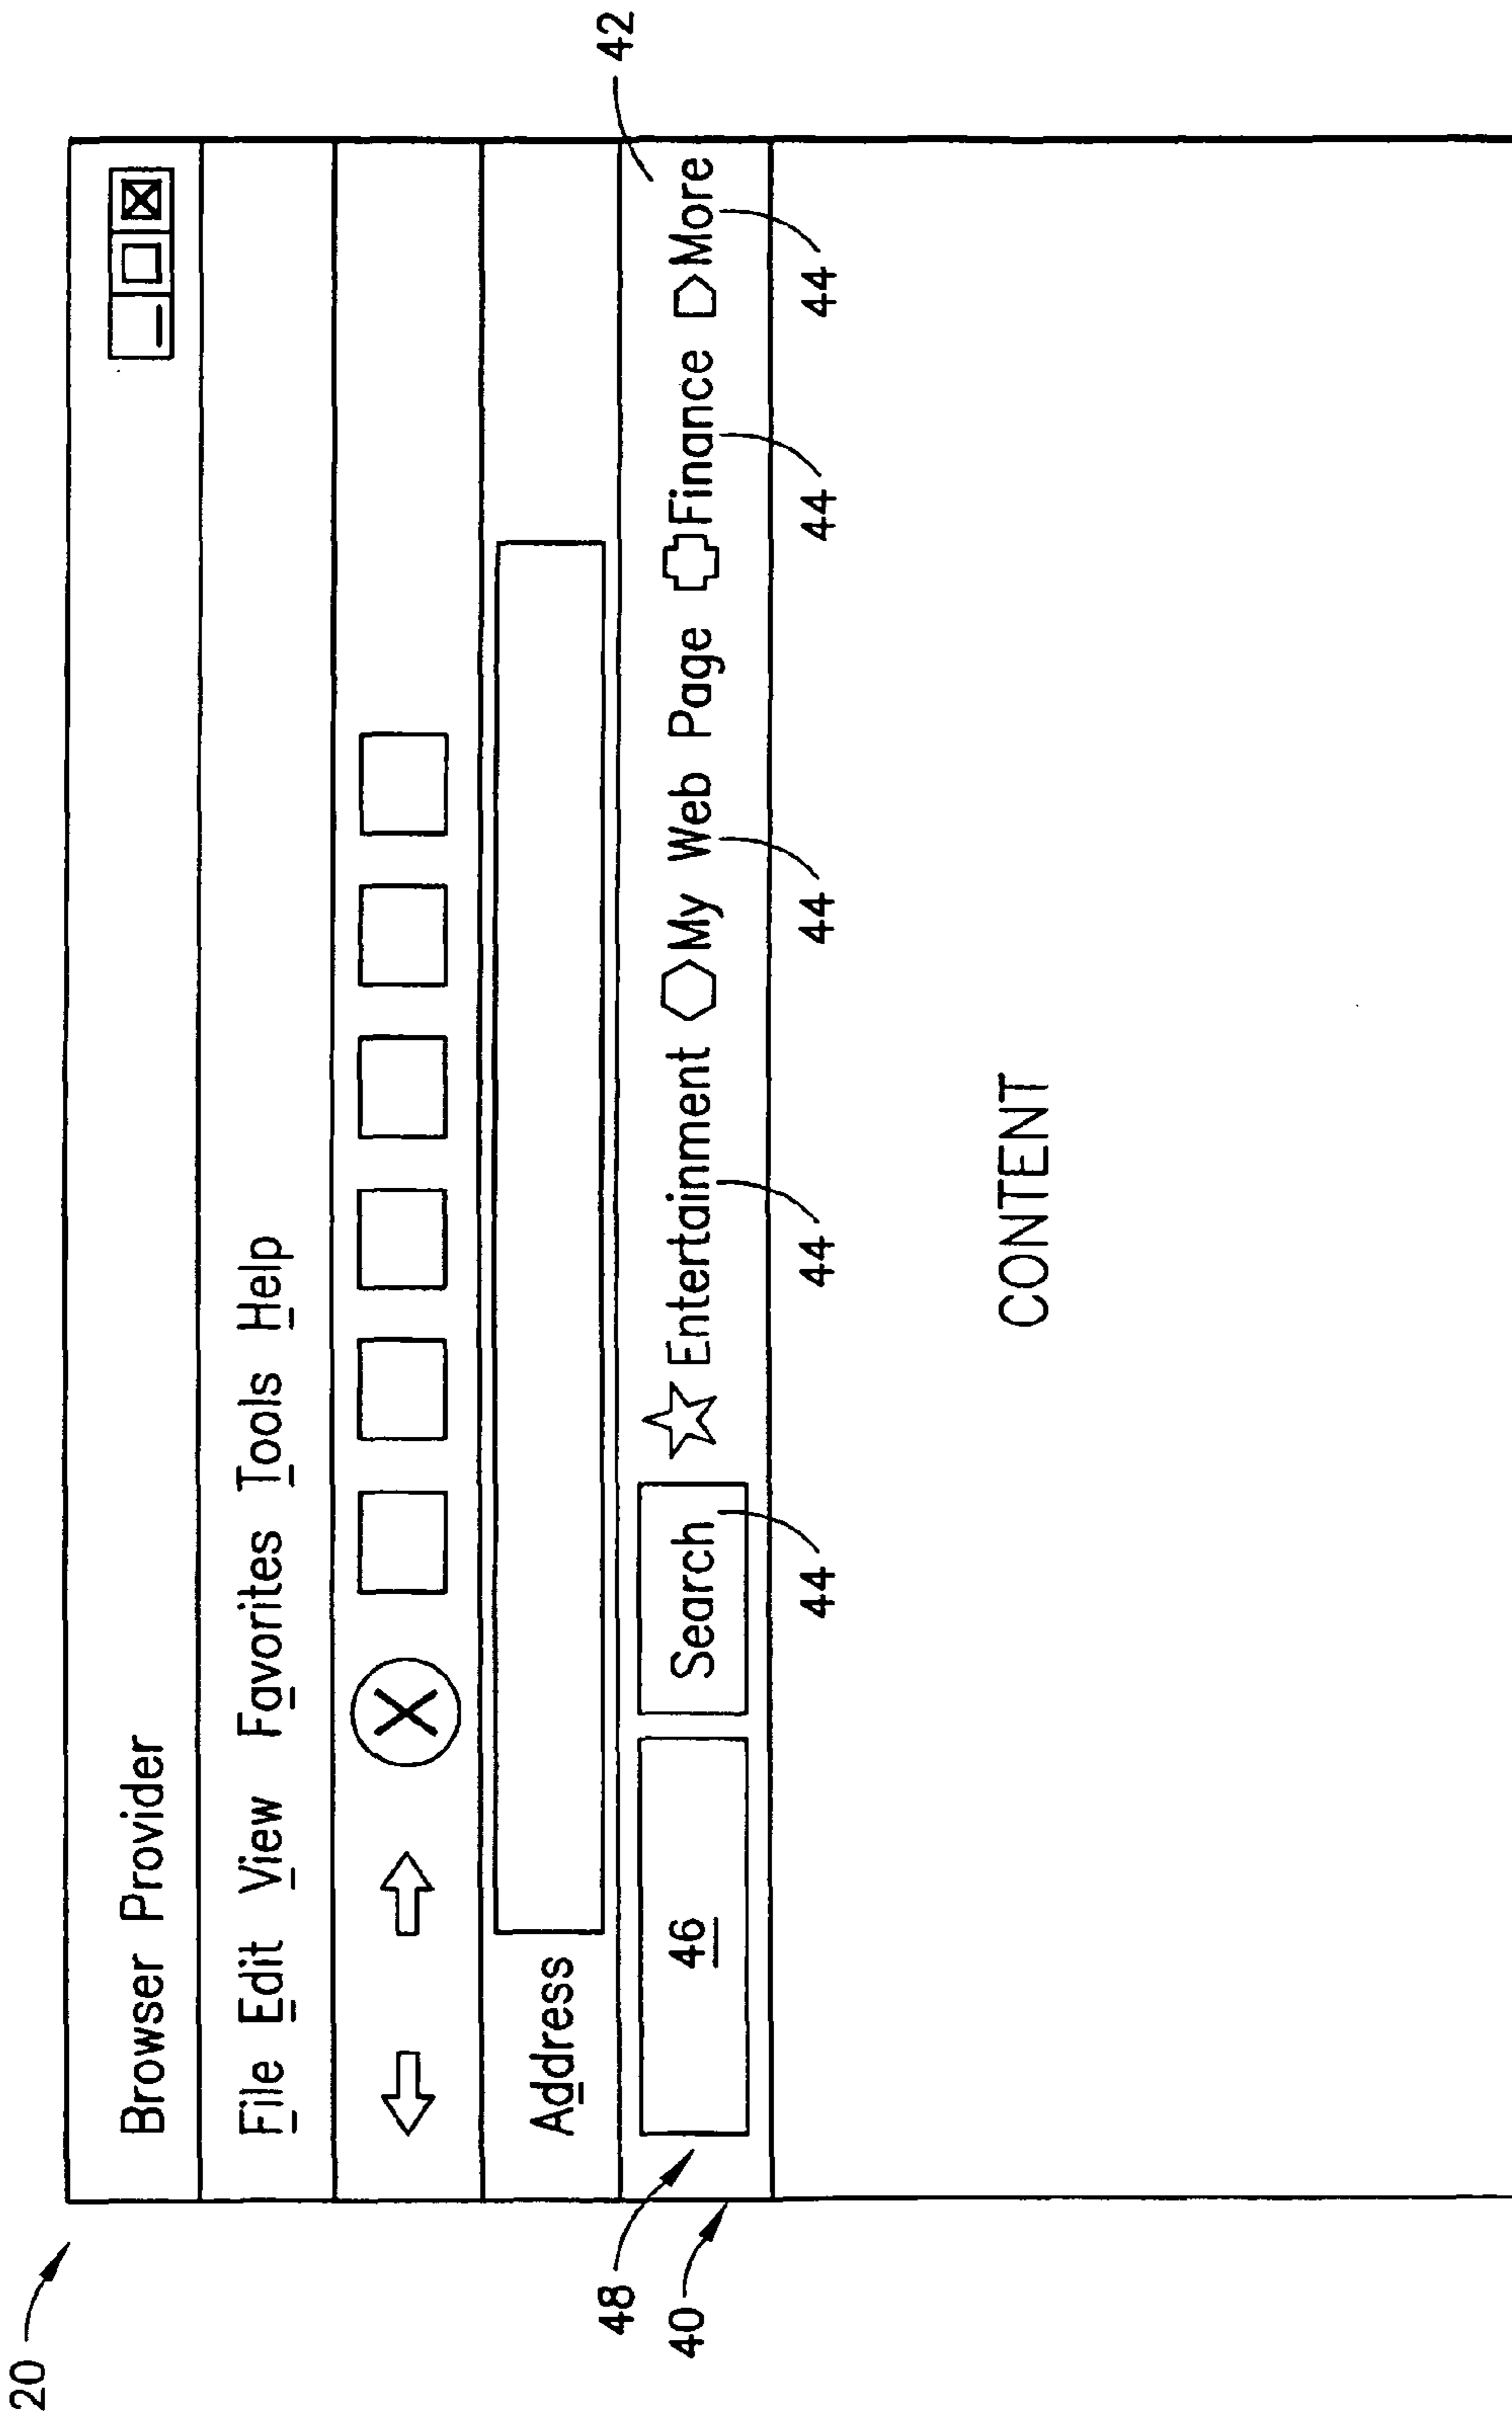 20
Browser Provider
File Edit View Favorites Tools Help
X
Address
42
48
46 Search Entertainment My Web Page Finance More
40
44 44 44 44 44
CONTENT